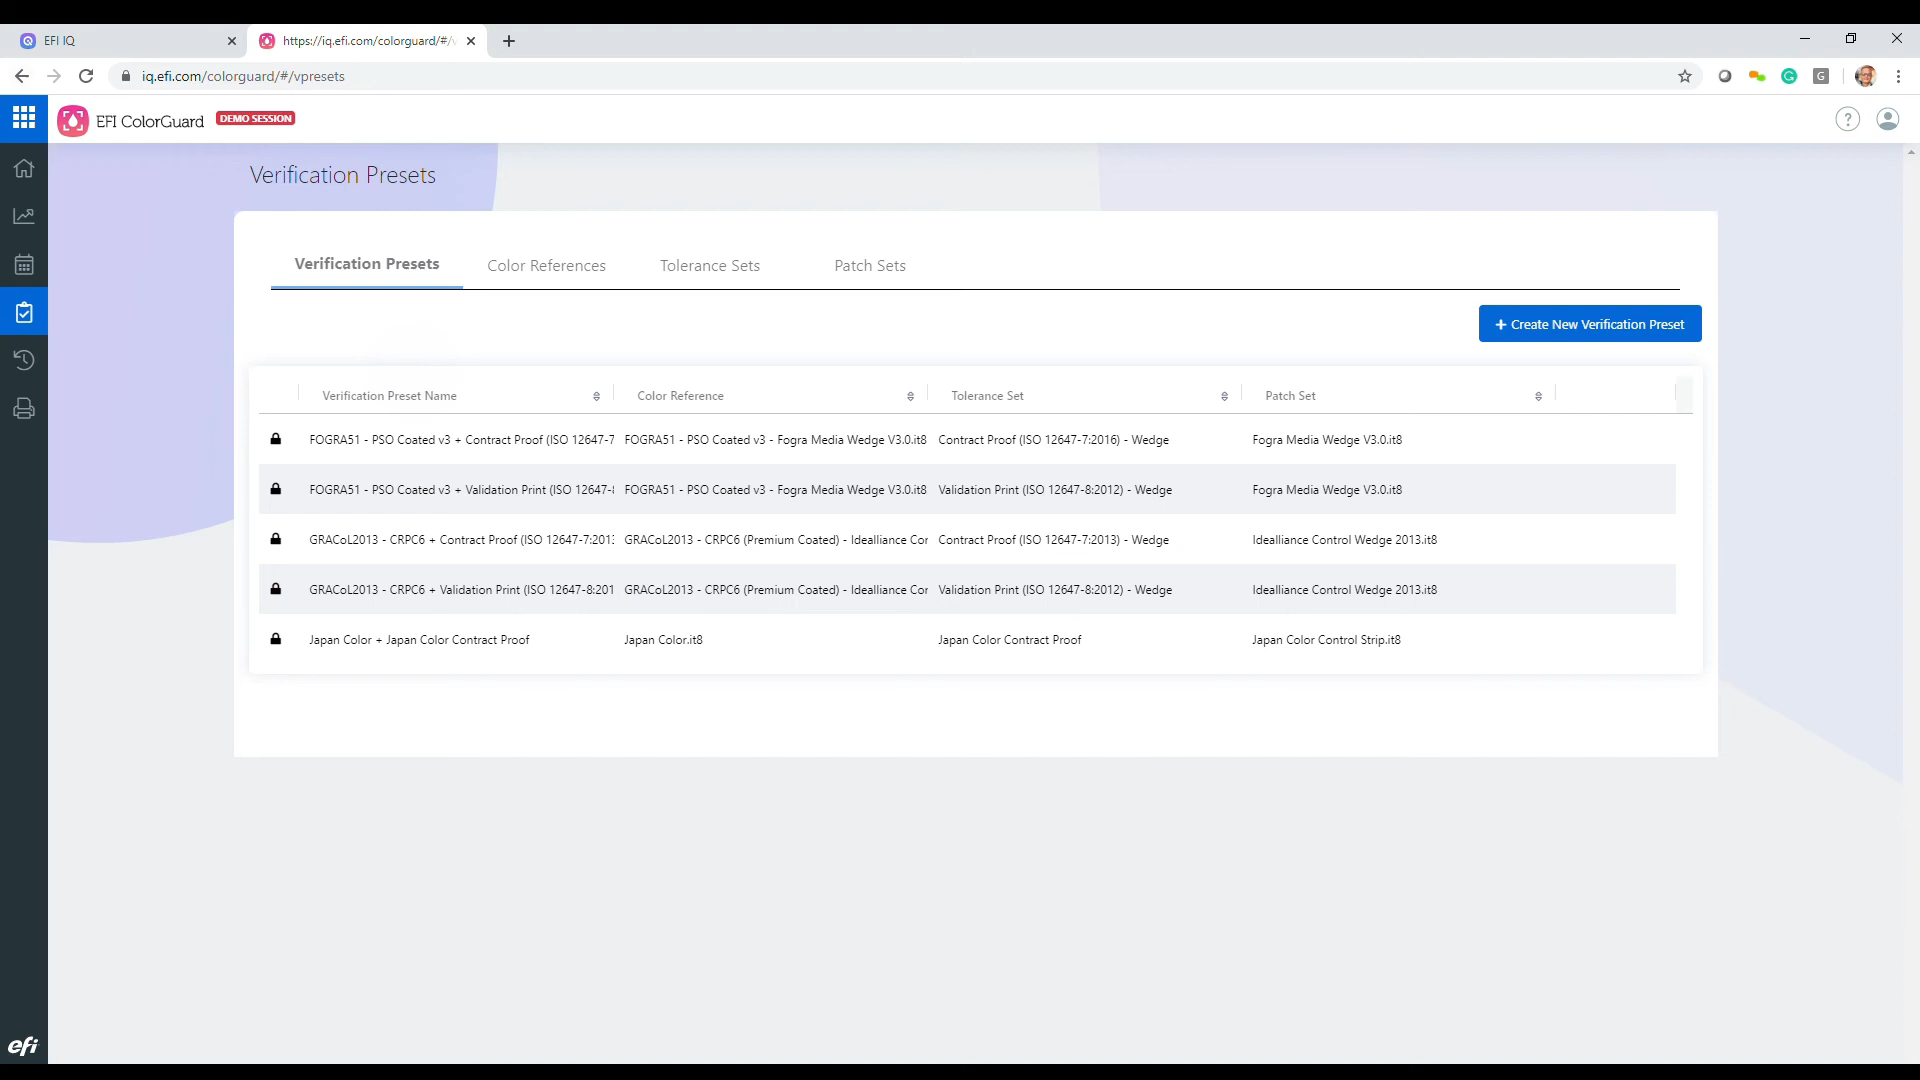 EFI IQ
https://iq.efi.com/colorguard/#/v
iq.efi.com/colorguard/#/vpresets
G
EFI ColorGuard
DEMO SESSION
?
Verification Presets
Verification Presets
Color References
Tolerance Sets
Patch Sets
+ Create New Verification Preset
Verification Preset Name
Color Reference
Tolerance Set
Patch Set
FOGRA51 - PSO Coated v3 + Contract Proof (ISO 12647-7
FOGRA51 - PSO Coated v3 - Fogra Media Wedge V3.0.it8
Contract Proof (ISO 12647-7:2016) - Wedge
Fogra Media Wedge V3.0.it8
FOGRA51 - PSO Coated v3 + Validation Print (ISO 12647-
FOGRA51 - PSO Coated v3 - Fogra Media Wedge V3.0.it8
Validation Print (ISO 12647-8:2012) - Wedge
Fogra Media Wedge V3.0.it8
GRACoL2013 - CRPC6 + Contract Proof (ISO 12647-7:201
GRACoL2013 - CRPC6 (Premium Coated) - Idealliance Cor
Contract Proof (ISO 12647-7:2013) - Wedge
Idealliance Control Wedge 2013.it8
GRACoL2013 - CRPC6 + Validation Print (ISO 12647-8:201
GRACoL2013 - CRPC6 (Premium Coated) - Idealliance Cor
Validation Print (ISO 12647-8:2012) - Wedge
Idealliance Control Wedge 2013.it8
Japan Color + Japan Color Contract Proof
Japan Color.it8
Japan Color Contract Proof
Japan Color Control Strip.it8
efi